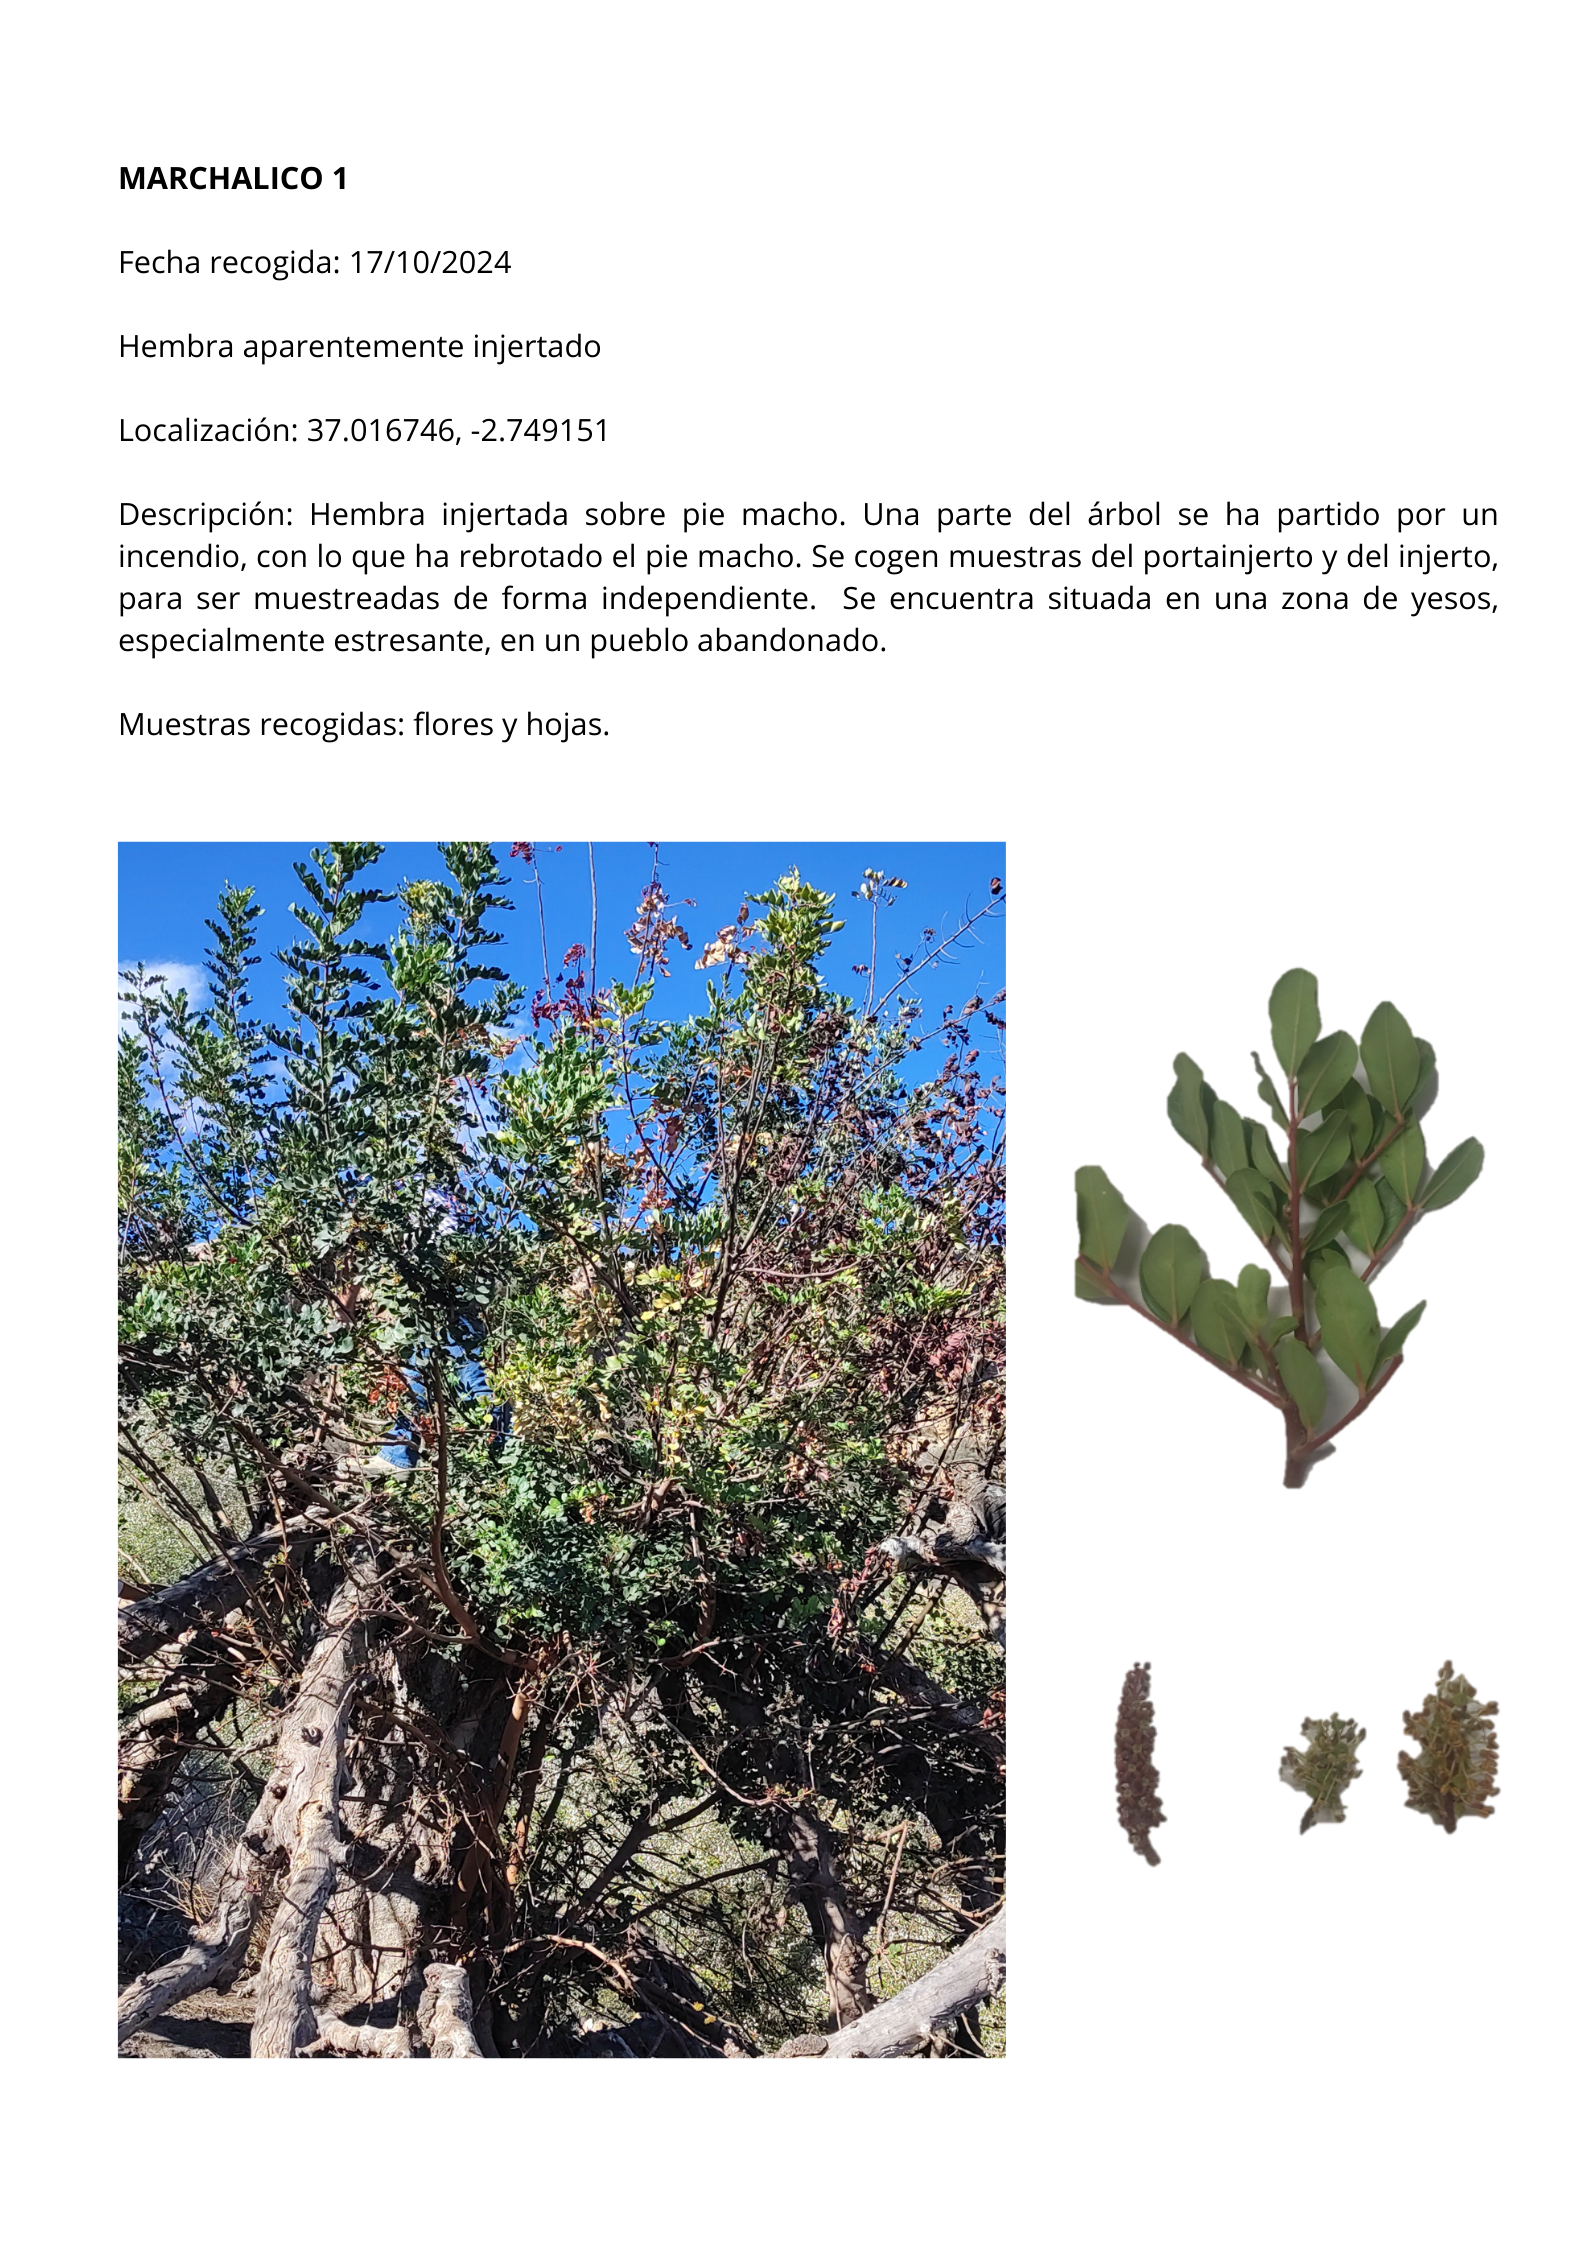 MARCHALICO 1
Fecha recogida: 17/10/2024
Hembra aparentemente injertado
Localización: 37.016746, -2.749151
Descripción: Hembra injertada sobre pie macho. Una parte del árbol se ha partido por un
incendio, con lo que ha rebrotado el pie macho. Se cogen muestras del portainjerto y del injerto,
para ser muestreadas de forma independiente.  Se encuentra situada en una zona de yesos,
especialmente estresante, en un pueblo abandonado.
Muestras recogidas: flores y hojas.